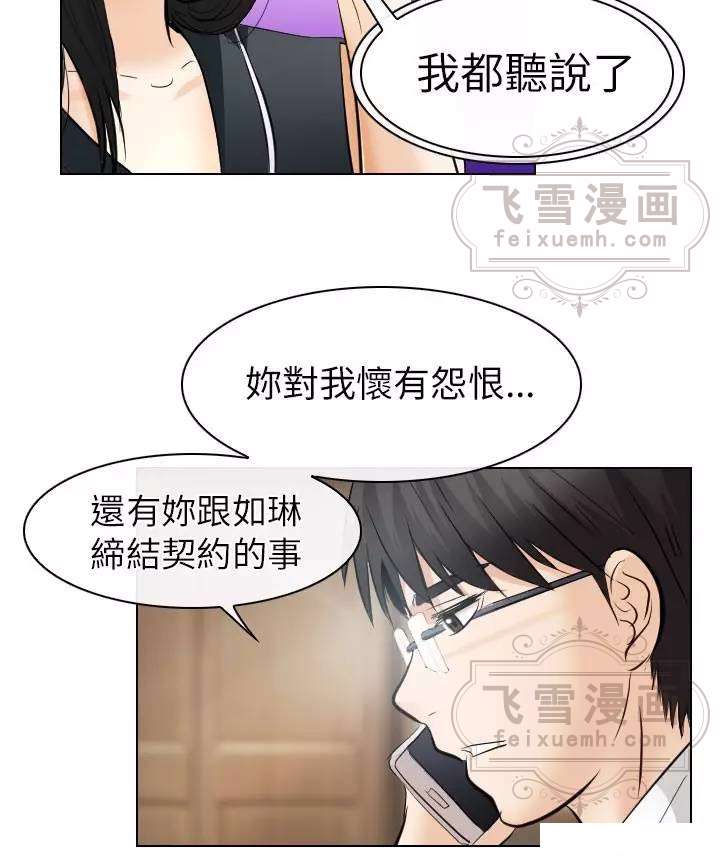 我都聽說了
飞雪漫画
feixuemh.com
妳對我懷有怨恨...
還有妳跟如琳
締結契約的事
飞雪漫画
feixuemh.com